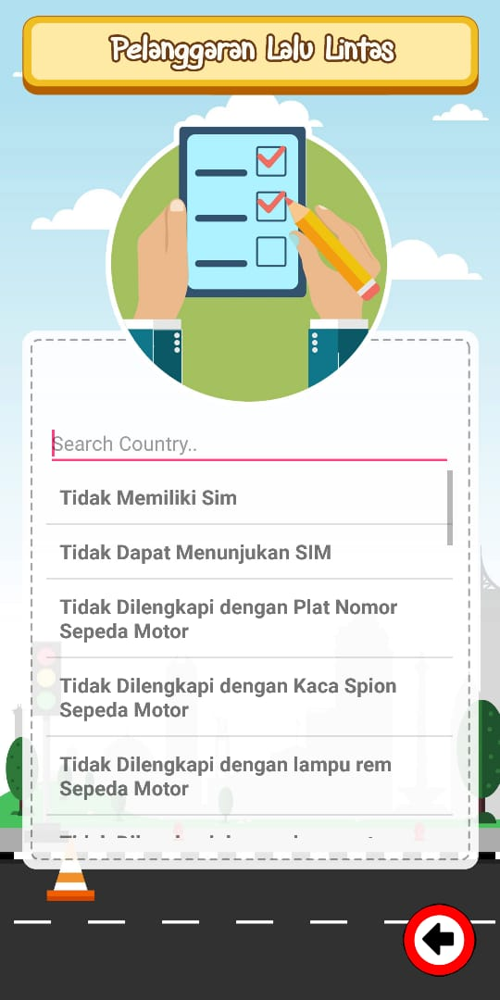 Pelanggaran Lalu Lintas
Search Country..
Tidak Memiliki Sim
Tidak Dapat Menunjukan SIM
Tidak Dilengkapi dengan Plat Nomor
Sepeda Motor
Tidak Dilengkapi dengan Kaca Spion
Sepeda Motor
Tidak Dilengkapi dengan lampu rem
Sepeda Motor